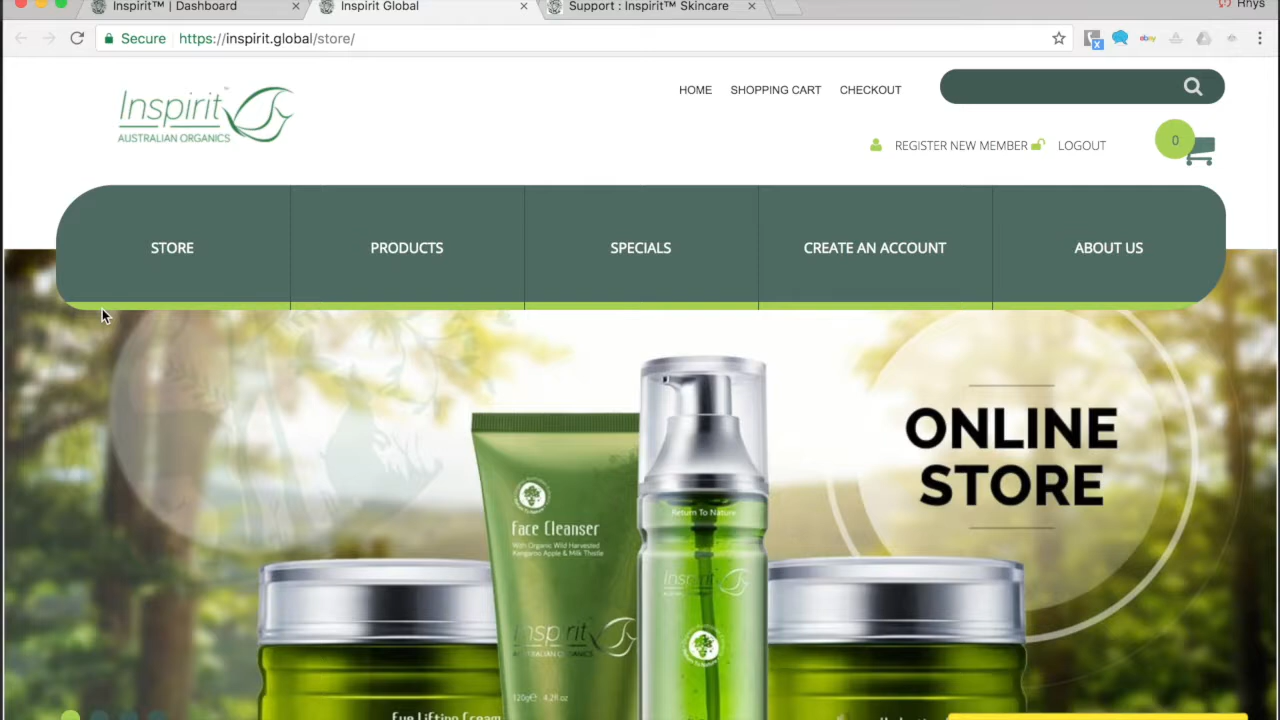 Inspirit™ | Dashboard
Inspirit Global
Support : Inspirit™ Skincare
Rhys
Secure
https://inspirit.global/store/
ebay
Inspirit
AUSTRALIAN ORGANICS
HOME
SHOPPING CART
CHECKOUT
REGISTER NEW MEMBER
LOGOUT
0
STORE
PRODUCTS
SPECIALS
CREATE AN ACCOUNT
ABOUT US
ONLINE
STORE
Face Cleanser
With Organic Wild Harvested
Kangaroo Apple & Milk Thistle
Inspirit
AUSTRALIAN ORGANICS
120g℮ 4.2fl.oz
Return To Nature
Inspirit
Eye Lifting Cream